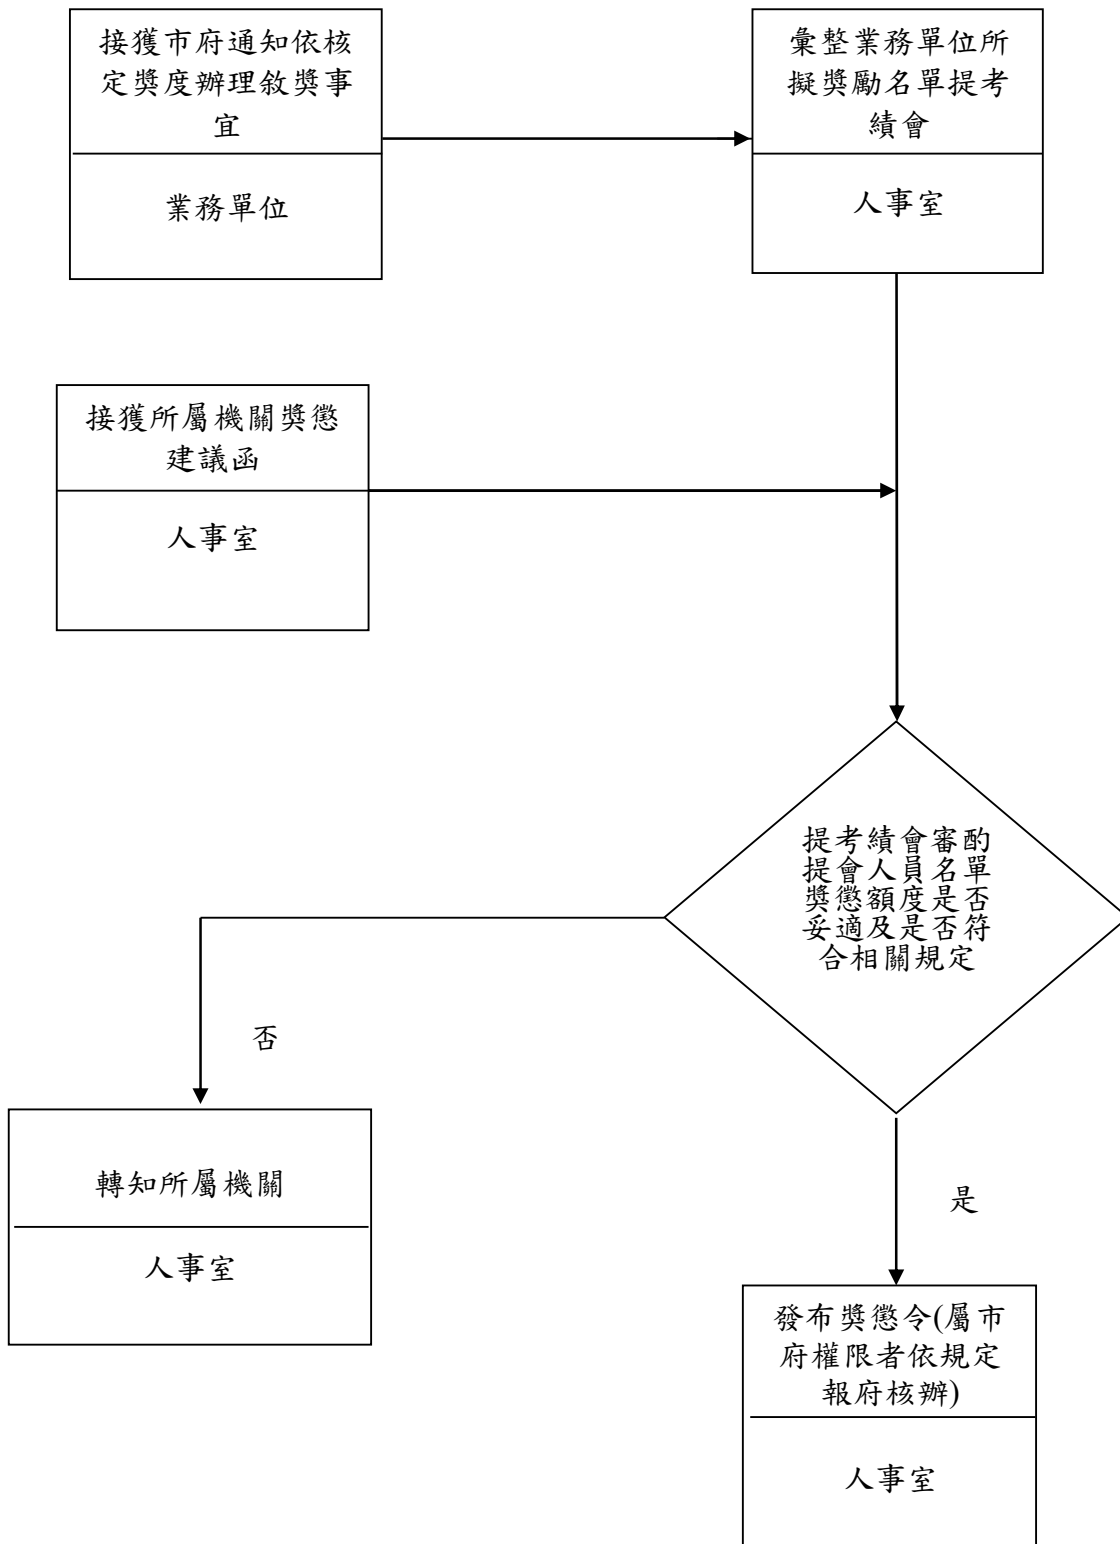 接獲市府通知依核
定獎度辦理敘獎事
宜
業務單位
彙整業務單位所
擬獎勵名單提考
績會
人事室
接獲所屬機關獎懲
建議函
人事室
提考績會審酌
提會人員名單
獎懲額度是否
妥適及是否符
合相關規定
否
轉知所屬機關
人事室
是
發布獎懲令(屬市
府權限者依規定
報府核辦)
人事室